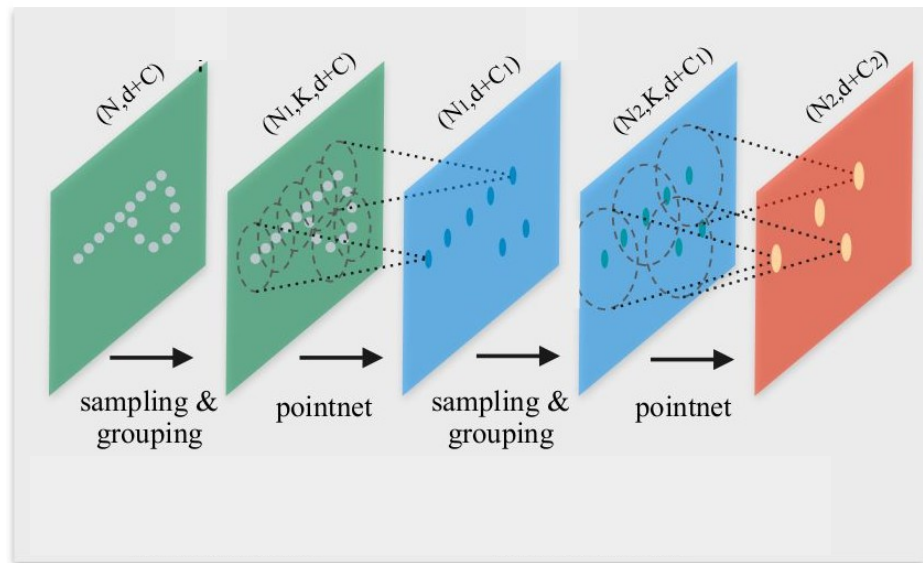 (N,d+C)
(N1,K,d+C)
(N1,d+C1)
(N2,K,d+C1)
(N2,d+C2)
sampling &
grouping
pointnet
sampling &
grouping
pointnet